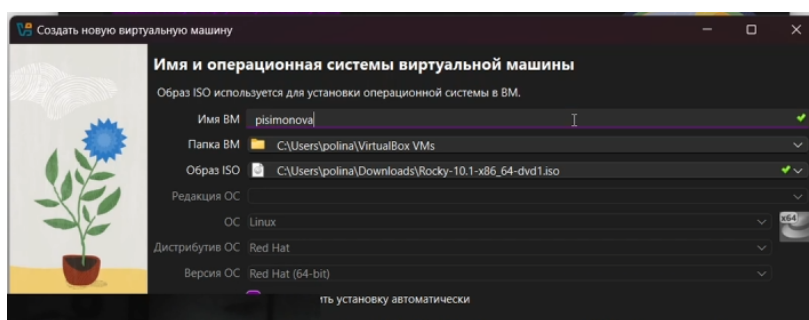 Создать новую виртуальную машину
Имя и операционная системы виртуальной машины
Образ ISO используется для установки операционной системы в ВМ.
Имя ВМ pisimonova
Папка ВМ C:\Users\polina\VirtualBox VMs
Образ ISO C:\Users\polina\Downloads\Rocky-10.1-x86_64-dvd1.iso
Редакция ОС
x64
ОС Linux
Дистрибутив ОС Red Hat
Версия ОС Red Hat (64-bit)
установку автоматически